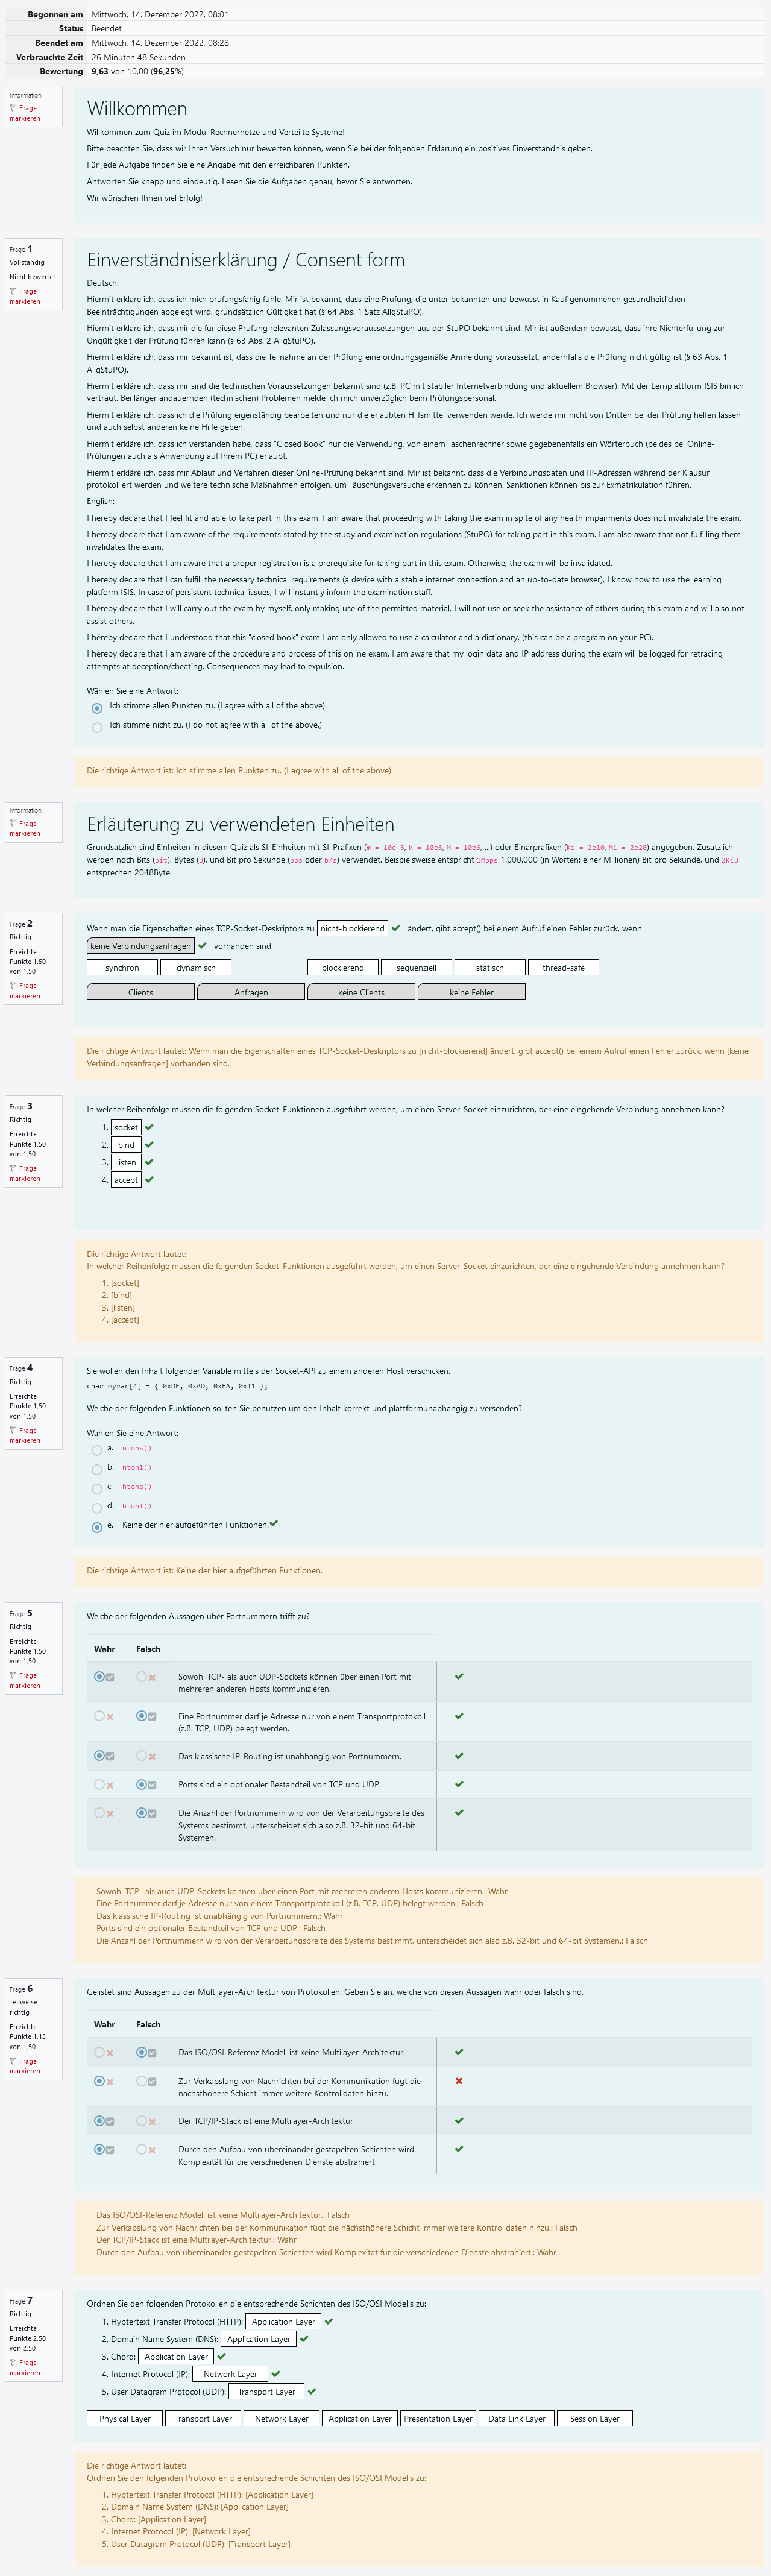 Begonnen am Mittwoch, 14. Dezember 2022, 08:01
Status Beendet
Beendet am Mittwoch, 14. Dezember 2022, 08:28
Verbrauchte Zeit 26 Minuten 48 Sekunden
Bewertung 9,63 von 10,00 (96,25%)
Information
Frage
markieren
Willkommen
Willkommen zum Quiz im Modul Rechnernetze und Verteilte Systeme!
Bitte beachten Sie, dass wir Ihren Versuch nur bewerten können, wenn Sie bei der folgenden Erklärung ein positives Einverständnis geben.
Für jede Aufgabe finden Sie eine Angabe mit den erreichbaren Punkten.
Antworten Sie knapp und eindeutig. Lesen Sie die Aufgaben genau, bevor Sie antworten.
Wir wünschen Ihnen viel Erfolg!
Frage 1
Vollständig
Nicht bewertet
Frage
markieren
Einverständniserklärung / Consent form
Deutsch:
Hiermit erkläre ich, dass ich mich prüfungsfähig fühle. Mir ist bekannt, dass eine Prüfung, die unter bekannten und bewusst in Kauf genommenen gesundheitlichen
Beeinträchtigungen abgelegt wird, grundsätzlich Gültigkeit hat (§ 64 Abs. 1 Satz AllgStuPO).
Hiermit erkläre ich, dass mir die für diese Prüfung relevanten Zulassungsvoraussetzungen aus der StuPO bekannt sind. Mir ist außerdem bewusst, dass ihre Nichterfüllung zur
Ungültigkeit der Prüfung führen kann (§ 63 Abs. 2 AllgStuPO).
Hiermit erkläre ich, dass mir bekannt ist, dass die Teilnahme an der Prüfung eine ordnungsgemäße Anmeldung voraussetzt, andernfalls die Prüfung nicht gültig ist (§ 63 Abs. 1
AllgStuPO).
Hiermit erkläre ich, dass mir sind die technischen Voraussetzungen bekannt sind (z.B. PC mit stabiler Internetverbindung und aktuellem Browser). Mit der Lernplattform ISIS bin ich
vertraut. Bei länger andauernden (technischen) Problemen melde ich mich unverzüglich beim Prüfungspersonal.
Hiermit erkläre ich, dass ich die Prüfung eigenständig bearbeiten und nur die erlaubten Hilfsmittel verwenden werde. Ich werde mir nicht von Dritten bei der Prüfung helfen lassen
und auch selbst anderen keine Hilfe geben.
Hiermit erkläre ich, dass ich verstanden habe, dass "Closed Book" nur die Verwendung, von einem Taschenrechner sowie gegebenenfalls ein Wörterbuch (beides bei Online-
Prüfungen auch als Anwendung auf Ihrem PC) erlaubt.
Hiermit erkläre ich, dass mir Ablauf und Verfahren dieser Online-Prüfung bekannt sind. Mir ist bekannt, dass die Verbindungsdaten und IP-Adressen während der Klausur
protokolliert werden und weitere technische Maßnahmen erfolgen, um Täuschungsversuche erkennen zu können. Sanktionen können bis zur Exmatrikulation führen.
English:
I hereby declare that I feel fit and able to take part in this exam. I am aware that proceeding with taking the exam in spite of any health impairments does not invalidate the exam.
I hereby declare that I am aware of the requirements stated by the study and examination regulations (StuPO) for taking part in this exam. I am also aware that not fulfilling them
invalidates the exam.
I hereby declare that I am aware that a proper registration is a prerequisite for taking part in this exam. Otherwise, the exam will be invalidated.
I hereby declare that I can fulfill the necessary technical requirements (a device with a stable internet connection and an up-to-date browser). I know how to use the learning
platform ISIS. In case of persistent technical issues, I will instantly inform the examination staff.
I hereby declare that I will carry out the exam by myself, only making use of the permitted material. I will not use or seek the assistance of others during this exam and will also not
assist others.
I hereby declare that I understood that this "closed book" exam I am only allowed to use a calculator and a dictionary, (this can be a program on your PC).
I hereby declare that I am aware of the procedure and process of this online exam. I am aware that my login data and IP address during the exam will be logged for retracing
attempts at deception/cheating. Consequences may lead to expulsion.
Wählen Sie eine Antwort:
Ich stimme allen Punkten zu. (I agree with all of the above).
Ich stimme nicht zu. (I do not agree with all of the above.)
Die richtige Antwort ist: Ich stimme allen Punkten zu. (I agree with all of the above).
Information
Frage
markieren
Erläuterung zu verwendeten Einheiten
Grundsätzlich sind Einheiten in diesem Quiz als SI-Einheiten mit SI-Präfixen (m = 10e-3, k = 10e3, M = 10e6, ...) oder Binärpräfixen (Ki = 2e10, Mi = 2e20) angegeben. Zusätzlich
werden noch Bits (bit), Bytes (B), und Bit pro Sekunde (bps oder b/s) verwendet. Beispielsweise entspricht 1Mbps 1.000.000 (in Worten: einer Millionen) Bit pro Sekunde, und 2KiB
entsprechen 2048Byte.
Frage 2
Richtig
Erreichte
Punkte 1,50
von 1,50
Frage
markieren
Wenn man die Eigenschaften eines TCP-Socket-Deskriptors zu nicht-blockierend ändert, gibt accept() bei einem Aufruf einen Fehler zurück, wenn
keine Verbindungsanfragen vorhanden sind.
synchron dynamisch blockierend sequenziell statisch thread-safe
Clients Anfragen keine Clients keine Fehler
Die richtige Antwort lautet: Wenn man die Eigenschaften eines TCP-Socket-Deskriptors zu [nicht-blockierend] ändert, gibt accept() bei einem Aufruf einen Fehler zurück, wenn [keine
Verbindungsanfragen] vorhanden sind.
Frage 3
Richtig
Erreichte
Punkte 1,50
von 1,50
Frage
markieren
In welcher Reihenfolge müssen die folgenden Socket-Funktionen ausgeführt werden, um einen Server-Socket einzurichten, der eine eingehende Verbindung annehmen kann?
1. socket
2. bind
3. listen
4. accept
Die richtige Antwort lautet:
In welcher Reihenfolge müssen die folgenden Socket-Funktionen ausgeführt werden, um einen Server-Socket einzurichten, der eine eingehende Verbindung annehmen kann?
1. [socket]
2. [bind]
3. [listen]
4. [accept]
Frage 4
Richtig
Erreichte
Punkte 1,50
von 1,50
Frage
markieren
Sie wollen den Inhalt folgender Variable mittels der Socket-API zu einem anderen Host verschicken.
char myvar[4] = { 0xDE, 0xAD, 0xFA, 0x11 };
Welche der folgenden Funktionen sollten Sie benutzen um den Inhalt korrekt und plattformunabhängig zu versenden?
Wählen Sie eine Antwort:
a. ntohs()
b. ntohl()
c. htons()
d. htohl()
e. Keine der hier aufgeführten Funktionen.
Die richtige Antwort ist: Keine der hier aufgeführten Funktionen.
Frage 5
Richtig
Erreichte
Punkte 1,50
von 1,50
Frage
markieren
Welche der folgenden Aussagen über Portnummern trifft zu?
Wahr Falsch
Sowohl TCP- als auch UDP-Sockets können über einen Port mit
mehreren anderen Hosts kommunizieren.
Eine Portnummer darf je Adresse nur von einem Transportprotokoll
(z.B. TCP, UDP) belegt werden.
Das klassische IP-Routing ist unabhängig von Portnummern.
Ports sind ein optionaler Bestandteil von TCP und UDP.
Die Anzahl der Portnummern wird von der Verarbeitungsbreite des
Systems bestimmt, unterscheidet sich also z.B. 32-bit und 64-bit
Systemen.
Sowohl TCP- als auch UDP-Sockets können über einen Port mit mehreren anderen Hosts kommunizieren.: Wahr
Eine Portnummer darf je Adresse nur von einem Transportprotokoll (z.B. TCP, UDP) belegt werden.: Falsch
Das klassische IP-Routing ist unabhängig von Portnummern.: Wahr
Ports sind ein optionaler Bestandteil von TCP und UDP.: Falsch
Die Anzahl der Portnummern wird von der Verarbeitungsbreite des Systems bestimmt, unterscheidet sich also z.B. 32-bit und 64-bit Systemen.: Falsch
Frage 6
Teilweise
richtig
Erreichte
Punkte 1,13
von 1,50
Frage
markieren
Gelistet sind Aussagen zu der Multilayer-Architektur von Protokollen. Geben Sie an, welche von diesen Aussagen wahr oder falsch sind.
Wahr Falsch
Das ISO/OSI-Referenz Modell ist keine Multilayer-Architektur.
Zur Verkapslung von Nachrichten bei der Kommunikation fügt die
nächsthöhere Schicht immer weitere Kontrolldaten hinzu.
Der TCP/IP-Stack ist eine Multilayer-Architektur.
Durch den Aufbau von übereinander gestapelten Schichten wird
Komplexität für die verschiedenen Dienste abstrahiert.
Das ISO/OSI-Referenz Modell ist keine Multilayer-Architektur.: Falsch
Zur Verkapslung von Nachrichten bei der Kommunikation fügt die nächsthöhere Schicht immer weitere Kontrolldaten hinzu.: Falsch
Der TCP/IP-Stack ist eine Multilayer-Architektur.: Wahr
Durch den Aufbau von übereinander gestapelten Schichten wird Komplexität für die verschiedenen Dienste abstrahiert.: Wahr
Frage 7
Richtig
Erreichte
Punkte 2,50
von 2,50
Frage
markieren
Ordnen Sie den folgenden Protokollen die entsprechende Schichten des ISO/OSI Modells zu:
1. Hyptertext Transfer Protocol (HTTP): Application Layer
2. Domain Name System (DNS): Application Layer
3. Chord: Application Layer
4. Internet Protocol (IP): Network Layer
5. User Datagram Protocol (UDP): Transport Layer
Physical Layer Transport Layer Network Layer Application Layer Presentation Layer Data Link Layer Session Layer
Die richtige Antwort lautet:
Ordnen Sie den folgenden Protokollen die entsprechende Schichten des ISO/OSI Modells zu:
1. Hyptertext Transfer Protocol (HTTP): [Application Layer]
2. Domain Name System (DNS): [Application Layer]
3. Chord: [Application Layer]
4. Internet Protocol (IP): [Network Layer]
5. User Datagram Protocol (UDP): [Transport Layer]